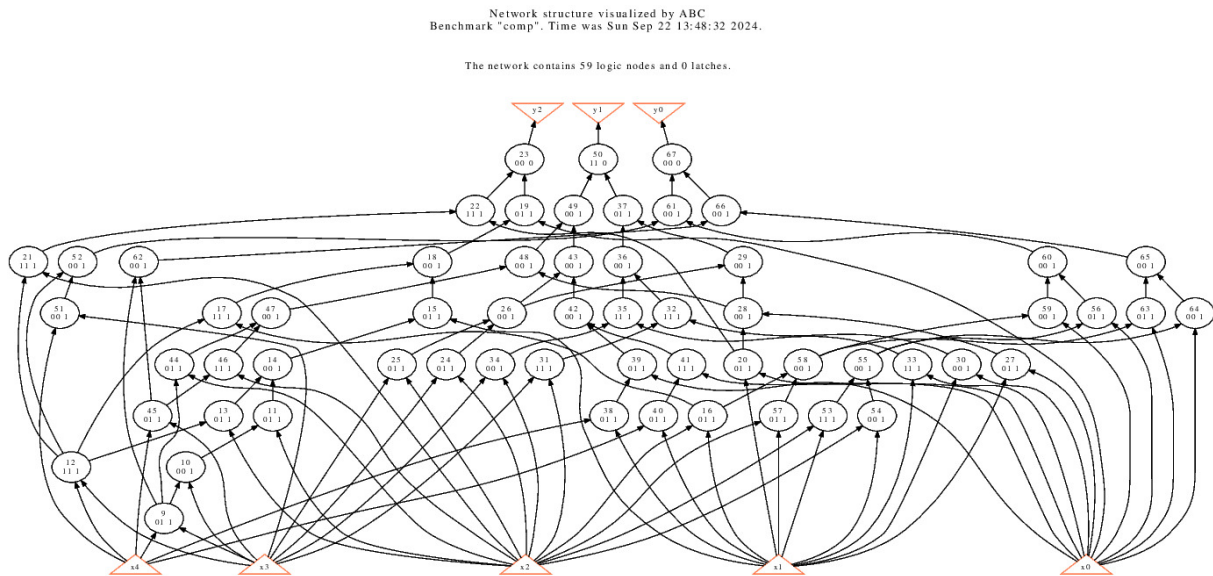 Network structure visualized by ABC
Benchmark "comp". Time was Sun Sep 22 13:48:32 2024.
The network contains 59 logic nodes and 0 latches.
y2 y1 y0
23 50 67
00 0 11 0 00 0
22 19 49 37 61 66
11 1 01 1 00 1 01 1 00 1 00 1
21 52 62 18 48 43 36 29 60 65
11 1 00 1 00 1 00 1 00 1 00 1 00 1 00 1 00 1 00 1
51 17 47 15 26 42 35 32 28 59 56 63 64
00 1 11 1 00 1 01 1 00 1 00 1 11 1 11 1 00 1 00 1 01 1 01 1 00 1
44 46 14 25 24 34 31 39 41 20 58 55 33 30 27
01 1 11 1 00 1 11 1 01 1 00 1 11 1 01 1 11 1 01 1 00 1 00 1 11 1 00 1 01 1
45 13 11 38 40 16 57 53 54
01 1 01 1 01 1 01 1 01 1 01 1 01 1 11 1 00 1
12 10
11 1 00 1
9
01 1
x4 x3 x2 x1 x0